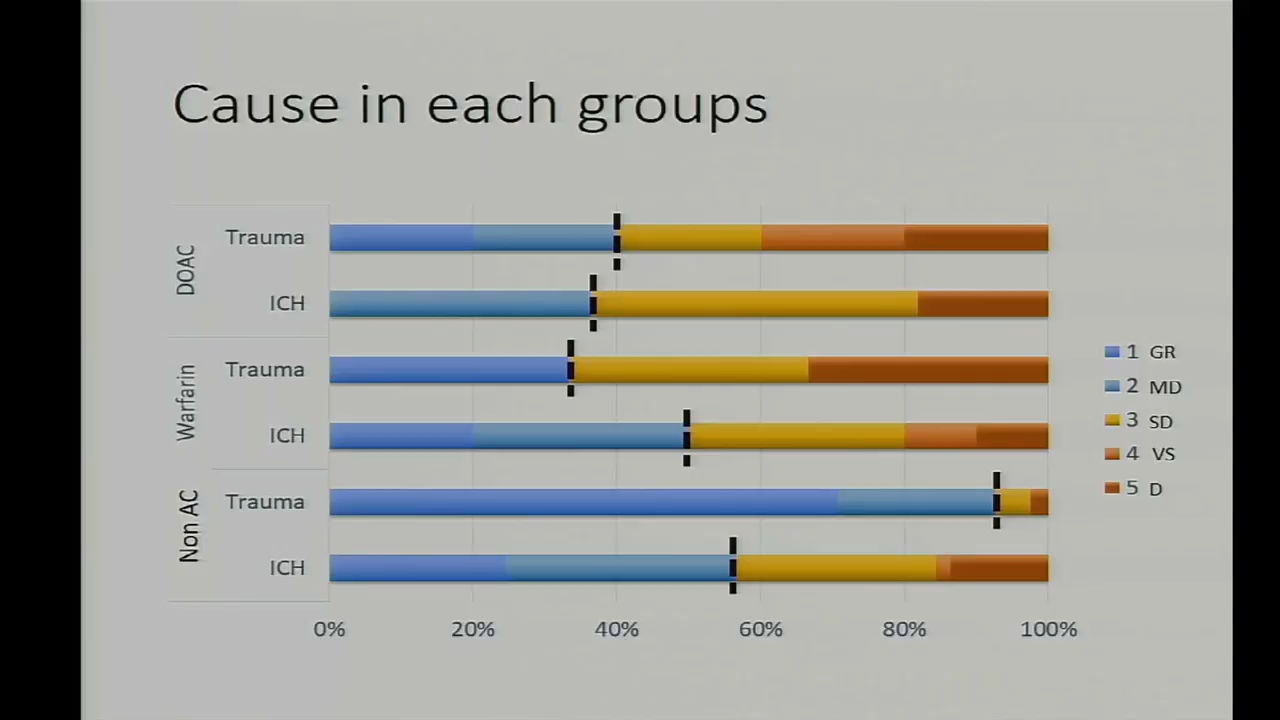 Cause in each groups
DOAC
Trauma
ICH
Warfarin
Trauma
ICH
Non AC
Trauma
ICH
0% 20% 40% 60% 80% 100%
1 GR
2 MD
3 SD
4 VS
5 D